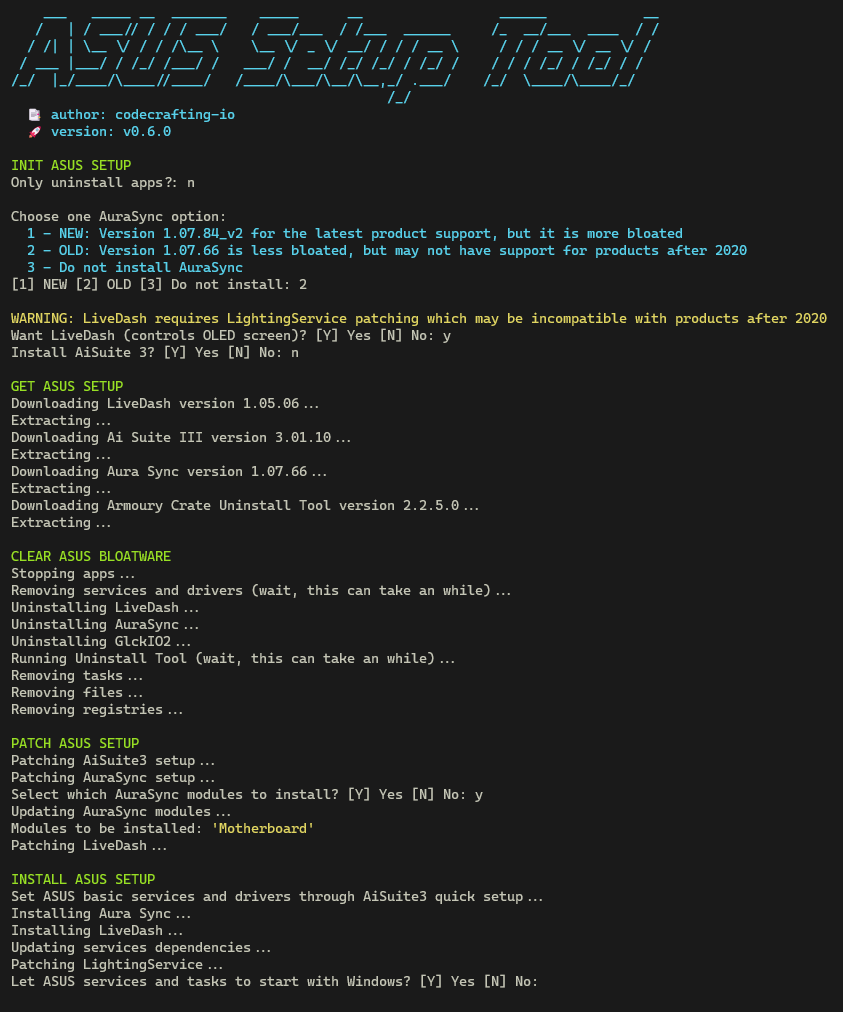 ASUS Setup Tool
author: codecrafting-io
version: v0.6.0
INIT ASUS SETUP
Only uninstall apps?: n
Choose one AuraSync option:
1 - NEW: Version 1.07.84_v2 for the latest product support, but it is more bloated
2 - OLD: Version 1.07.66 is less bloated, but may not have support for products after 2020
3 - Do not install AuraSync
[1] NEW [2] OLD [3] Do not install: 2
WARNING: LiveDash requires LightingService patching which may be incompatible with products after 2020
Want LiveDash (controls OLED screen)? [Y] Yes [N] No: y
Install AiSuite 3? [Y] Yes [N] No: n
GET ASUS SETUP
Downloading LiveDash version 1.05.06...
Extracting...
Downloading Ai Suite III version 3.01.10...
Extracting...
Downloading Aura Sync version 1.07.66...
Extracting...
Downloading Armoury Crate Uninstall Tool version 2.2.5.0...
Extracting...
CLEAR ASUS BLOATWARE
Stopping apps...
Removing services and drivers (wait, this can take an while)...
Uninstalling LiveDash...
Uninstalling AuraSync...
Uninstalling GlckIO2...
Running Uninstall Tool (wait, this can take an while)...
Removing tasks...
Removing files...
Removing registries...
PATCH ASUS SETUP
Patching AiSuite3 setup...
Patching AuraSync setup...
Select which AuraSync modules to install? [Y] Yes [N] No: y
Updating AuraSync modules...
Modules to be installed: 'Motherboard'
Patching LiveDash...
INSTALL ASUS SETUP
Set ASUS basic services and drivers through AiSuite3 quick setup...
Installing Aura Sync...
Installing LiveDash...
Updating services dependencies...
Patching LightingService...
Let ASUS services and tasks to start with Windows? [Y] Yes [N] No: